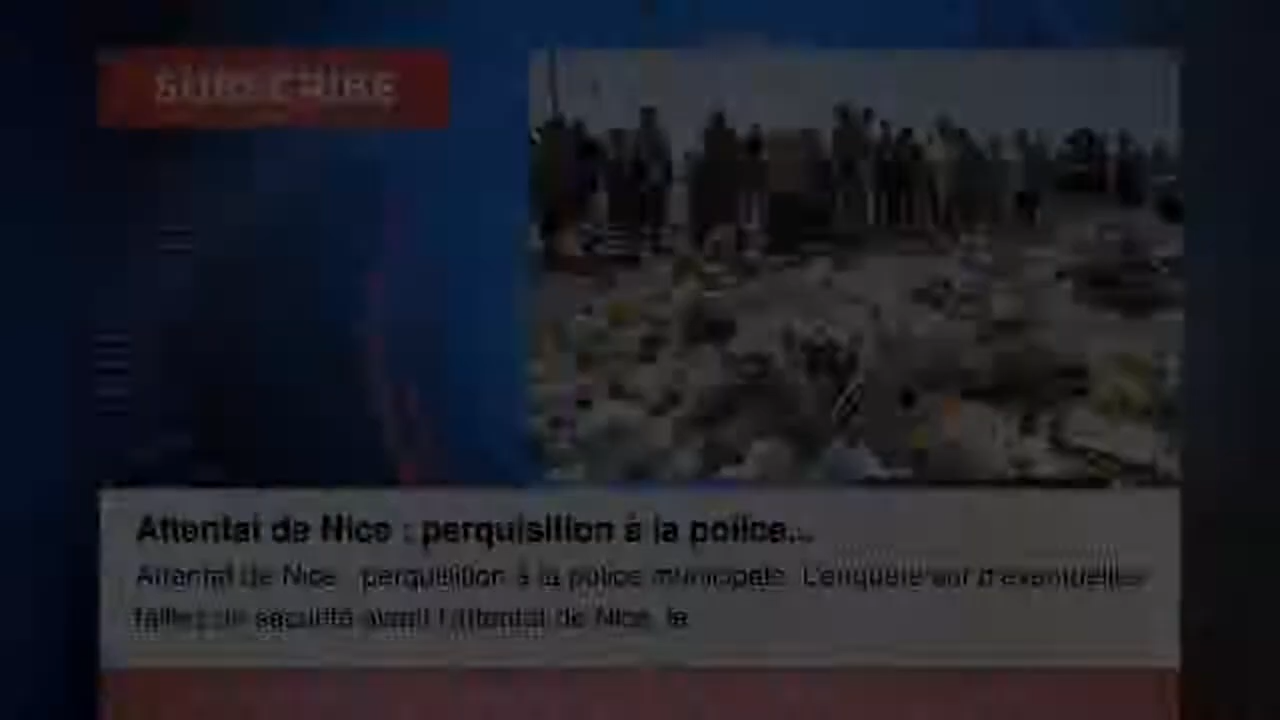 SUBSCRIBE
Attentat de Nice : perquisition à la police...
Attentat de Nice : perquisition à la police municipale. L'enquête sur d'éventuelles
failles de sécurité avant l'attentat de Nice, le